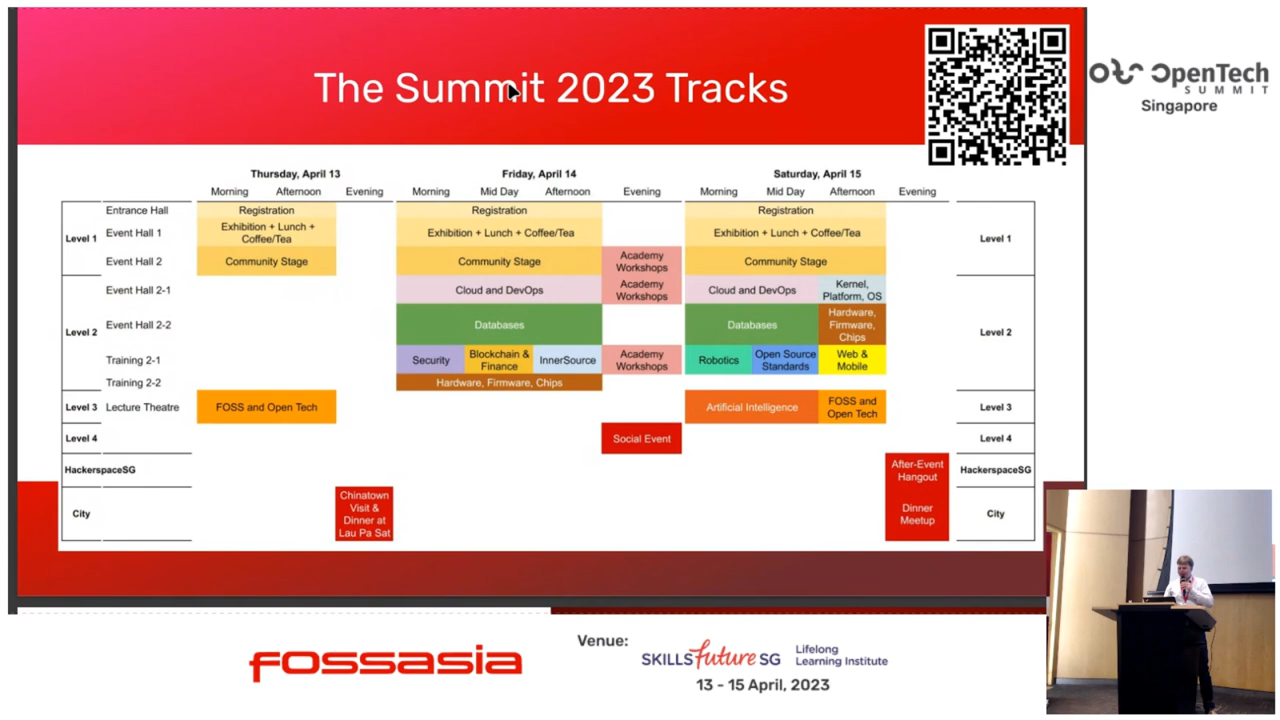 The Summit 2023 Tracks
OpenTech
SUMMIT
Singapore
Thursday, April 13
Friday, April 14
Saturday, April 15
Morning Afternoon Evening Morning Mid Day Afternoon Evening Morning Mid Day Afternoon Evening
Level 1
Entrance Hall
Registration
Registration
Registration
Level 1
Event Hall 1
Exhibition + Lunch +
Coffee/Tea
Exhibition + Lunch + Coffee/Tea
Exhibition + Lunch + Coffee/Tea
Event Hall 2
Community Stage
Community Stage
Academy
Workshops
Community Stage
Level 2
Event Hall 2-1
Cloud and DevOps
Academy
Workshops
Cloud and DevOps
Kernel,
Platform, OS
Level 2
Event Hall 2-2
Databases
Databases
Hardware,
Firmware,
Chips
Training 2-1
Security
Blockchain &
Finance
InnerSource
Academy
Workshops
Robotics
Open Source
Standards
Web &
Mobile
Training 2-2
Hardware, Firmware, Chips
Level 3
Lecture Theatre
FOSS and Open Tech
Artificial Intelligence
FOSS and
Open Tech
Level 3
Level 4
Social Event
Level 4
HackerspaceSG
After-Event
Hangout
HackerspaceSG
City
Chinatown
Visit &
Dinner at
Lau Pa Sat
Dinner
Meetup
City
fossasia
Venue:
SKILLS future SG
Lifelong
Learning Institute
13 - 15 April, 2023